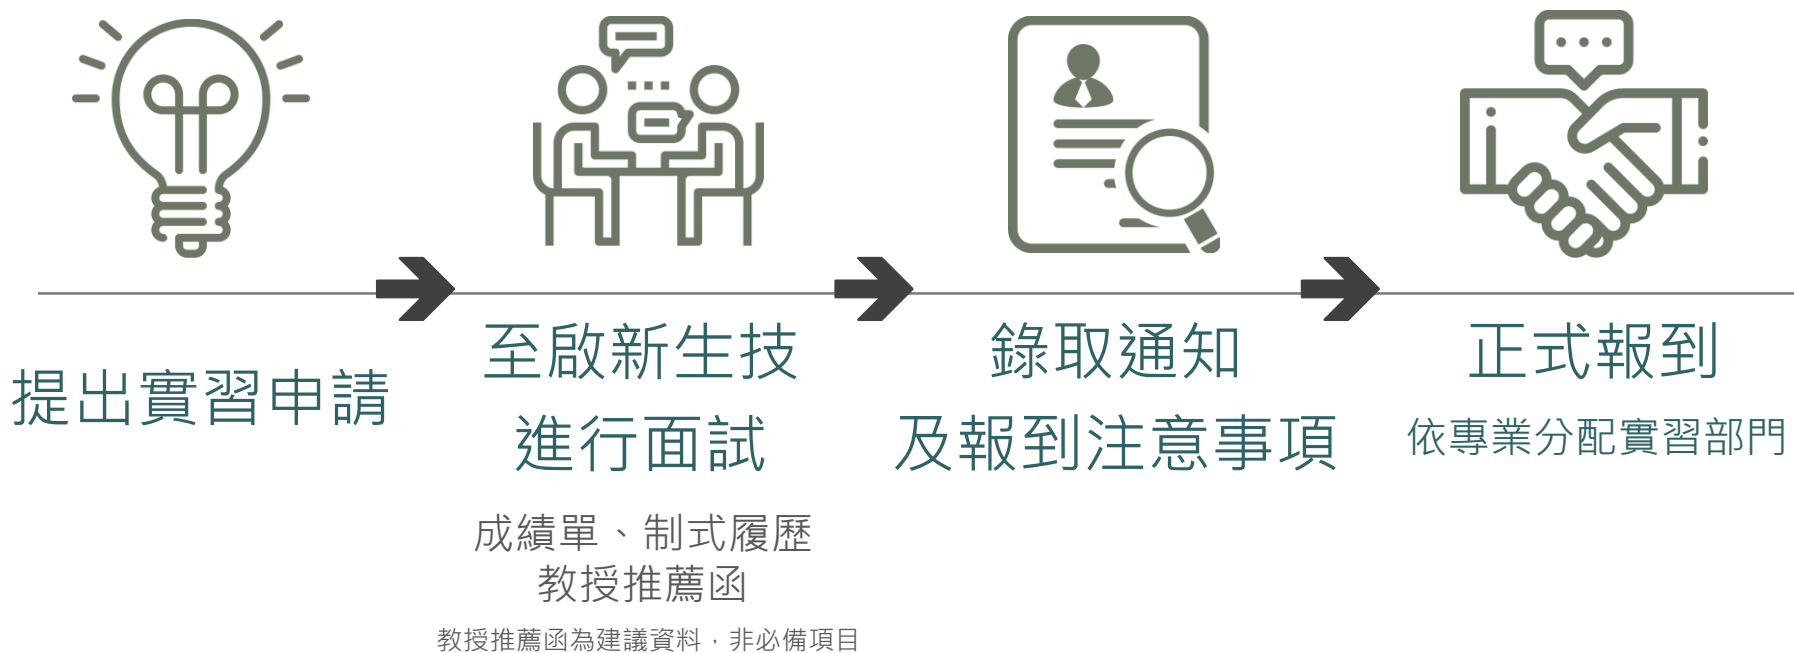 提出實習申請
至啟新生技
進行面試
成績單、制式履歷
教授推薦函
教授推薦函為建議資料，非必備項目
錄取通知
及報到注意事項
正式報到
依專業分配實習部門